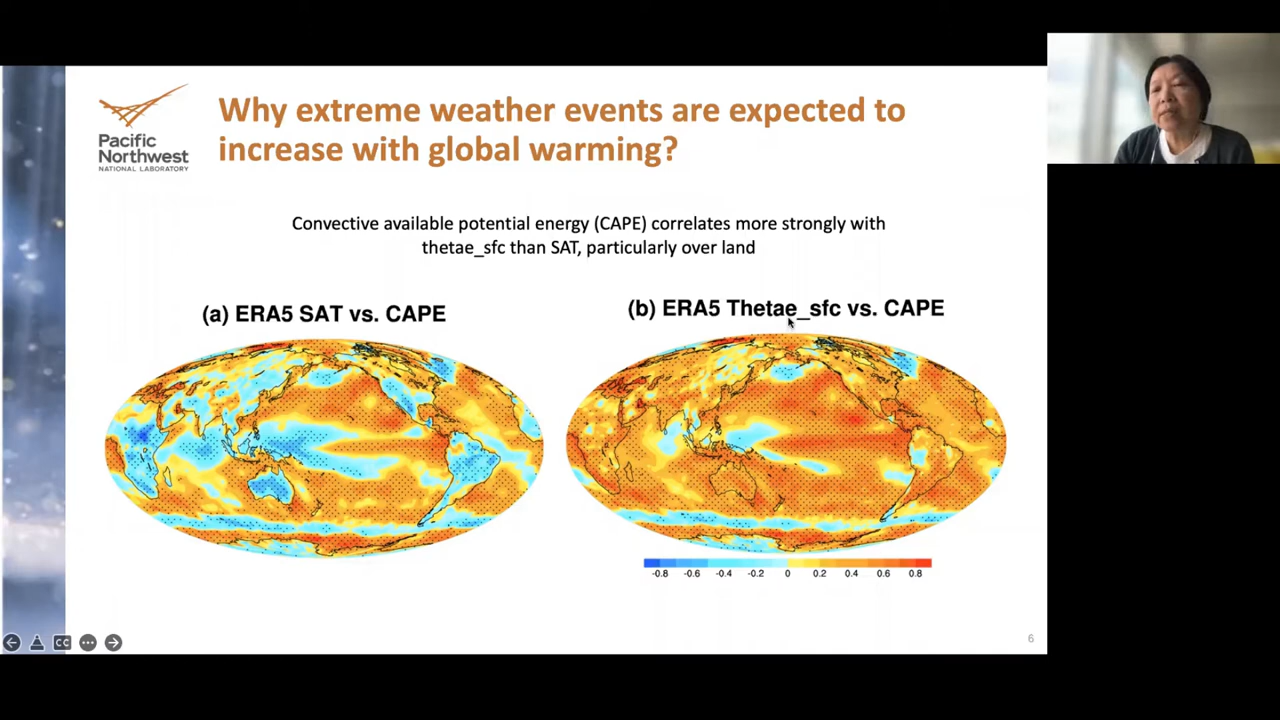 Pacific
Northwest
NATIONAL LABORATORY
Why extreme weather events are expected to
increase with global warming?
Convective available potential energy (CAPE) correlates more strongly with
thetae_sfc than SAT, particularly over land
(a) ERA5 SAT vs. CAPE
(b) ERA5 Thetae_sfc vs. CAPE
-0.8 -0.6 -0.4 -0.2 0 0.2 0.4 0.6 0.8
CC
6